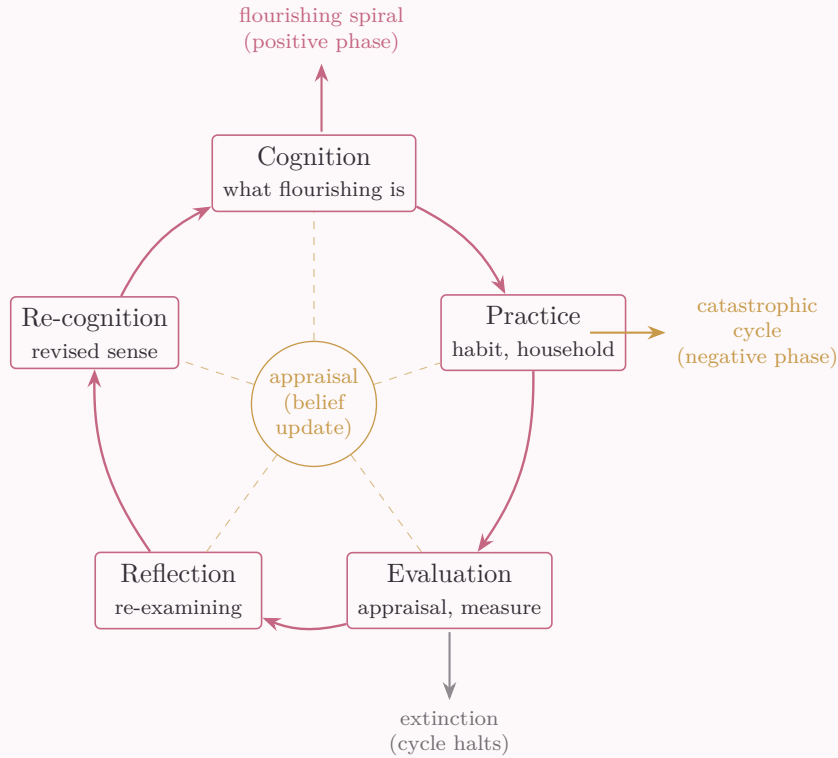 flourishing spiral
(positive phase)
Cognition
what flourishing is
Re-cognition
revised sense
Practice
habit, household
catastrophic
cycle
(negative phase)
appraisal
(belief
update)
Reflection
re-examining
Evaluation
appraisal, measure
extinction
(cycle halts)